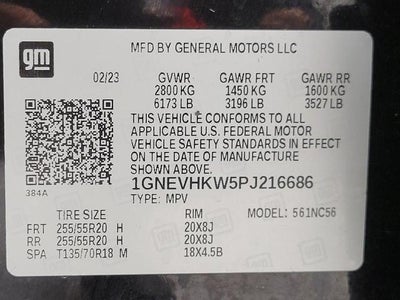 gm
MFD BY GENERAL MOTORS LLC
02/23 GVWR GAWR FRT GAWR RR
2800 KG 1450 KG 1600 KG
6173 LB 3196 LB 3527 LB
THIS VEHICLE CONFORMS TO ALL
APPLICABLE U.S. FEDERAL MOTOR
VEHICLE SAFETY STANDARDS IN EFFECT
ON THE DATE OF MANUFACTURE
SHOWN ABOVE.
384A
1GNEVHKW5PJ216686
TYPE: MPV
TIRE SIZE RIM MODEL: 561NC56
FRT 255/55R20 H 20X8J
RR 255/55R20 H 20X8J
SPA T135/70R18 M 18X4.5B